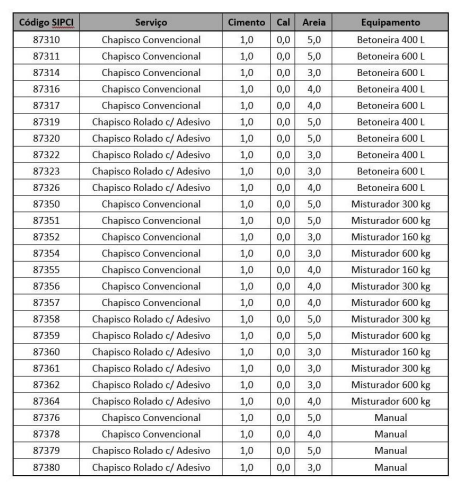 Código SIPCI Serviço Cimento Cal Areia Equipamento
87310 Chapisco Convencional 1,0 0,0 5,0 Betoneira 400 L
87311 Chapisco Convencional 1,0 0,0 5,0 Betoneira 600 L
87314 Chapisco Convencional 1,0 0,0 3,0 Betoneira 600 L
87316 Chapisco Convencional 1,0 0,0 4,0 Betoneira 400 L
87317 Chapisco Convencional 1,0 0,0 4,0 Betoneira 600 L
87319 Chapisco Rolado c/ Adesivo 1,0 0,0 5,0 Betoneira 400 L
87320 Chapisco Rolado c/ Adesivo 1,0 0,0 5,0 Betoneira 600 L
87322 Chapisco Rolado c/ Adesivo 1,0 0,0 3,0 Betoneira 400 L
87323 Chapisco Rolado c/ Adesivo 1,0 0,0 3,0 Betoneira 600 L
87326 Chapisco Rolado c/ Adesivo 1,0 0,0 4,0 Betoneira 600 L
87350 Chapisco Convencional 1,0 0,0 5,0 Misturador 300 kg
87351 Chapisco Convencional 1,0 0,0 5,0 Misturador 600 kg
87352 Chapisco Convencional 1,0 0,0 3,0 Misturador 160 kg
87354 Chapisco Convencional 1,0 0,0 3,0 Misturador 600 kg
87355 Chapisco Convencional 1,0 0,0 4,0 Misturador 160 kg
87356 Chapisco Convencional 1,0 0,0 4,0 Misturador 300 kg
87357 Chapisco Convencional 1,0 0,0 4,0 Misturador 600 kg
87358 Chapisco Rolado c/ Adesivo 1,0 0,0 5,0 Misturador 300 kg
87359 Chapisco Rolado c/ Adesivo 1,0 0,0 5,0 Misturador 600 kg
87360 Chapisco Rolado c/ Adesivo 1,0 0,0 3,0 Misturador 160 kg
87361 Chapisco Rolado c/ Adesivo 1,0 0,0 3,0 Misturador 300 kg
87362 Chapisco Rolado c/ Adesivo 1,0 0,0 3,0 Misturador 600 kg
87364 Chapisco Rolado c/ Adesivo 1,0 0,0 4,0 Misturador 600 kg
87376 Chapisco Convencional 1,0 0,0 5,0 Manual
87378 Chapisco Convencional 1,0 0,0 4,0 Manual
87379 Chapisco Rolado c/ Adesivo 1,0 0,0 5,0 Manual
87380 Chapisco Rolado c/ Adesivo 1,0 0,0 3,0 Manual